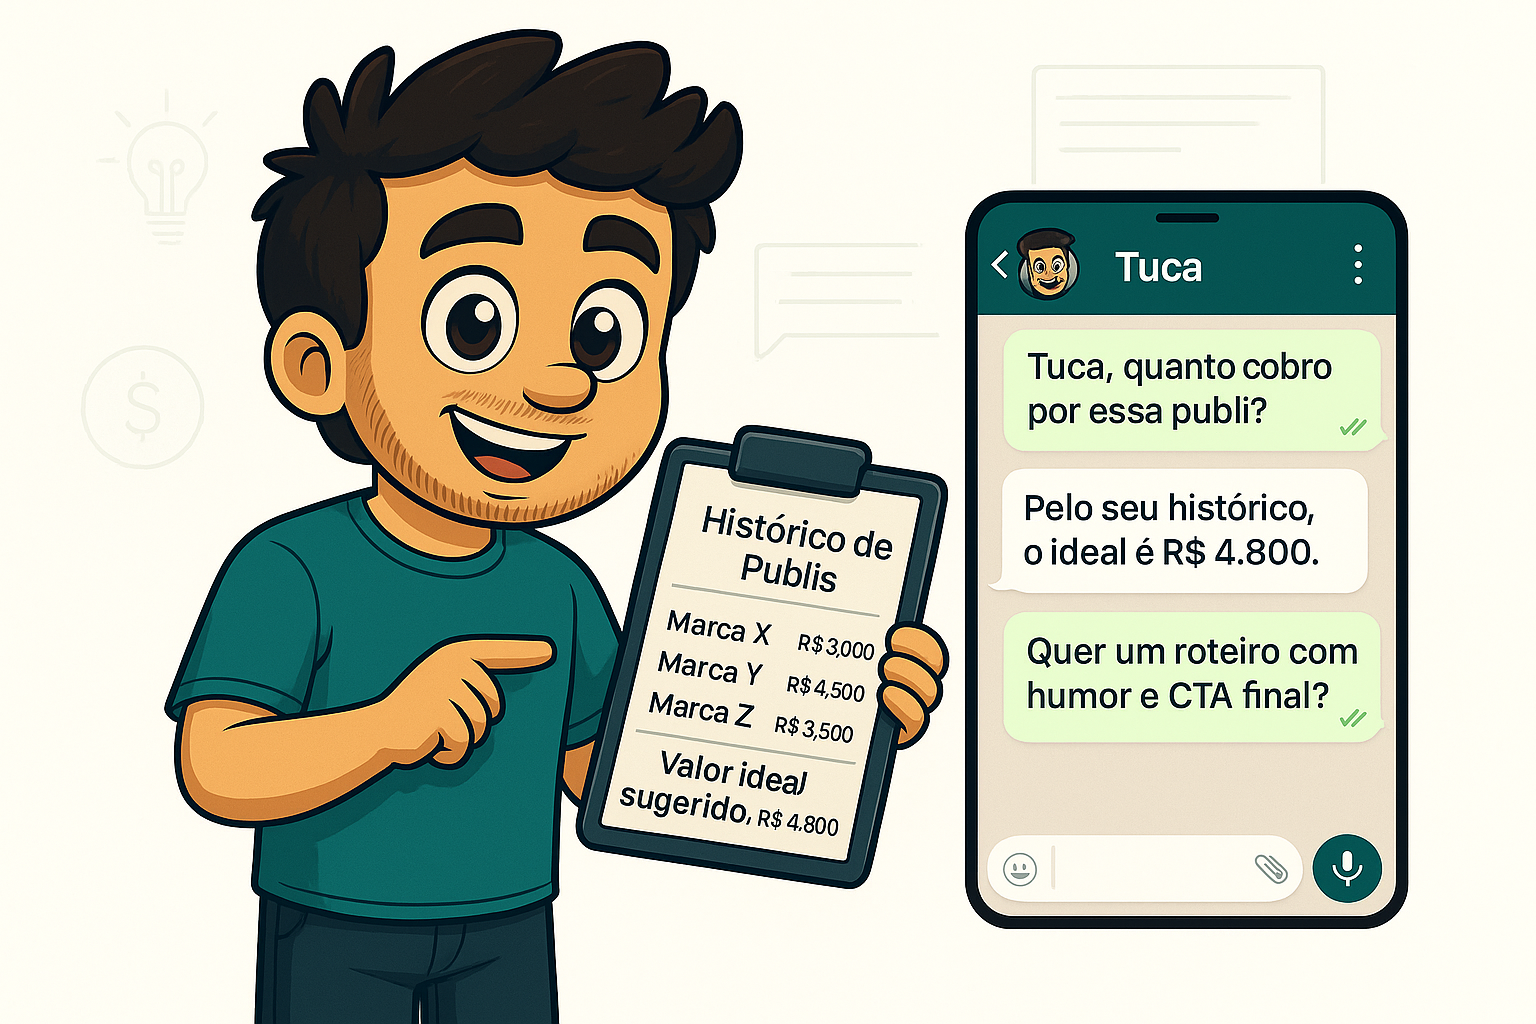 Histórico de
Publis
Marca X R$3,000
Marca Y R$4,500
Marca Z R$3,500
Valor ideal
sugerido, R$ 4.800
Tuca
Tuca, quanto cobro
por essa publi?
Pelo seu histórico,
o ideal é R$ 4.800.
Quer um roteiro com
humor e CTA final?
$